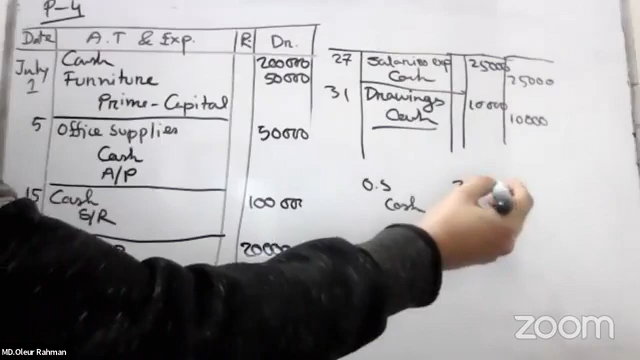 P-4
Date A.T & Exp. R Dr.
July 1 Cash 200000
Furniture 50000
Prime-Capital
5 Office supplies 50000
Cash
A/P
15 Cash 100000
S/R
20000
27 Salaries exp 25000
Cash 25000
31 Drawings 10000
Cash 10000
O.S
Cash
zoom
MD.Oleur Rahman